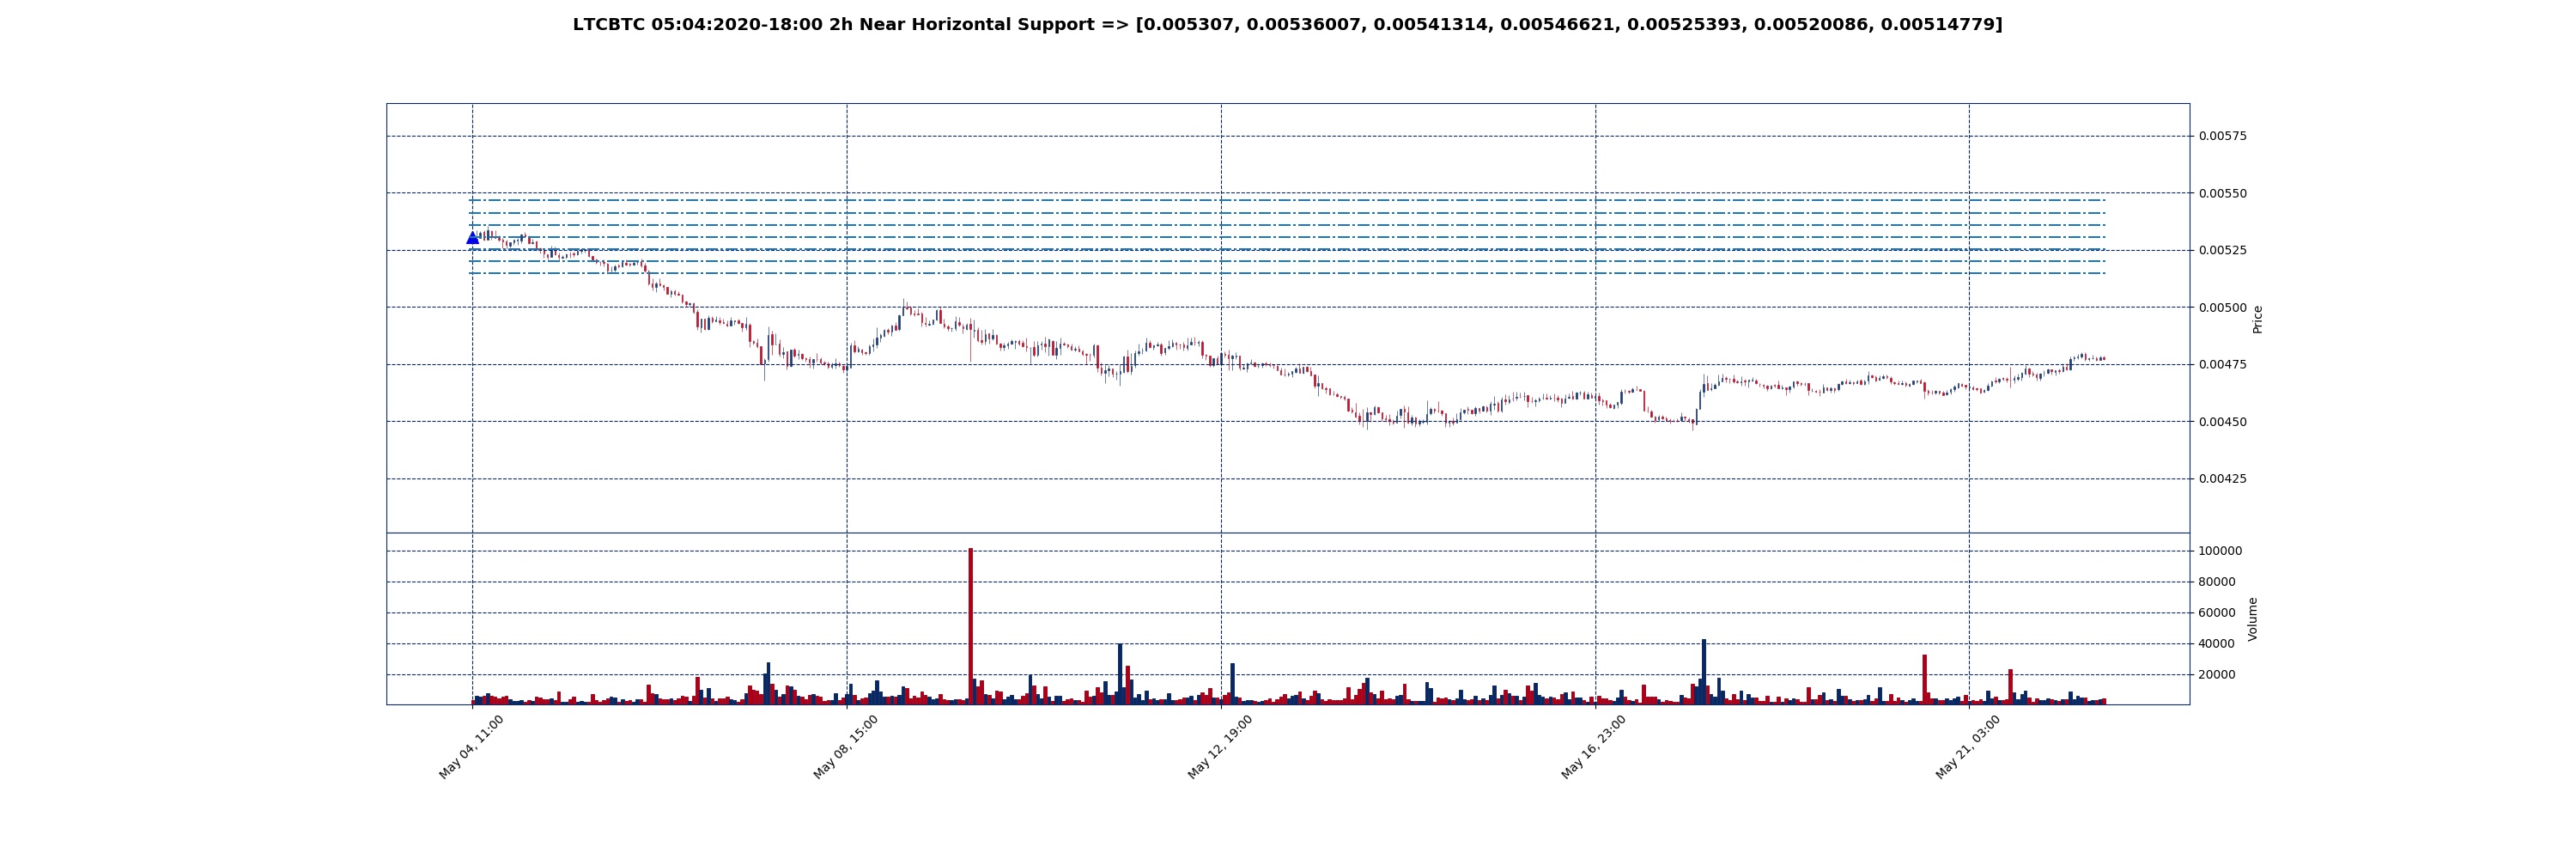 LTCBTC 05:04:2020-18:00 2h Near Horizontal Support => [0.005307, 0.00536007, 0.00541314, 0.00546621, 0.00525393, 0.00520086, 0.00514779]
0.00575
0.00550
0.00525
0.00500
0.00475
0.00450
0.00425
Price
100000
80000
60000
40000
20000
Volume
May 04, 11:00
May 08, 15:00
May 12, 19:00
May 16, 23:00
May 21, 03:00